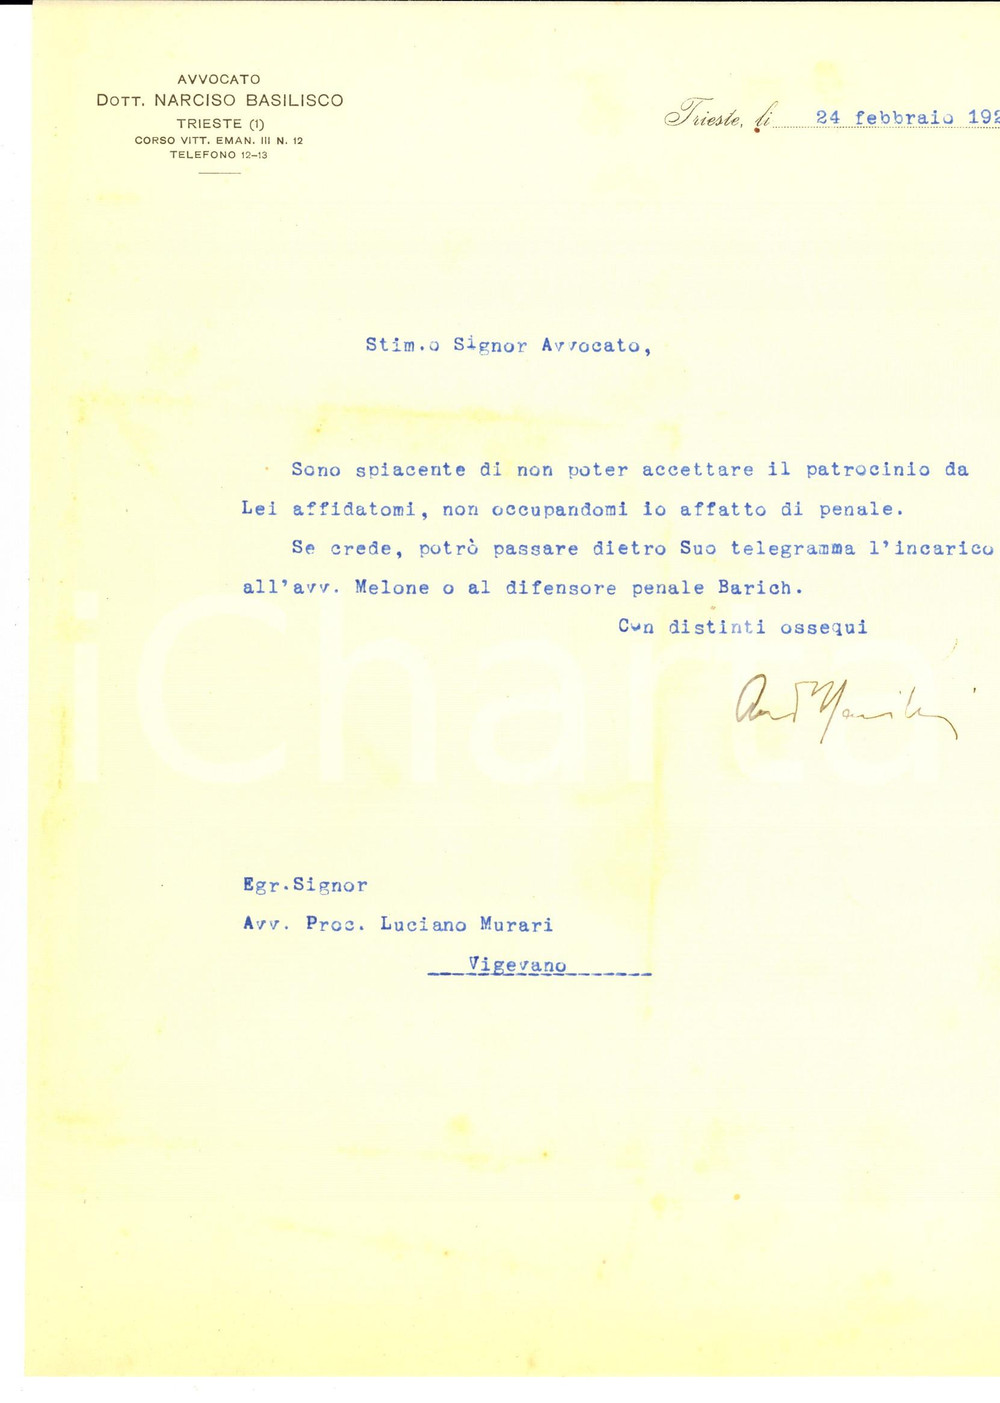 AVVOCATO
DOTT. NARCISO BASILISCO
TRIESTE (1)
CORSO VITT. EMAN. III N. 12
TELEFONO 12-13
Trieste, li 24 febbraio 192
Stim.o Signor Avvocato,
Sono spiacente di non poter accettare il patrocinio da
Lei affidatomi, non occupandomi io affatto di penale.
Se crede, potrò passare dietro Suo telegramma l'incarico
all'avv. Melone o al difensore penale Barich.
Con distinti ossequi
Egr.Signor
Avv. Proc. Luciano Murari
Vigevano
iCharta